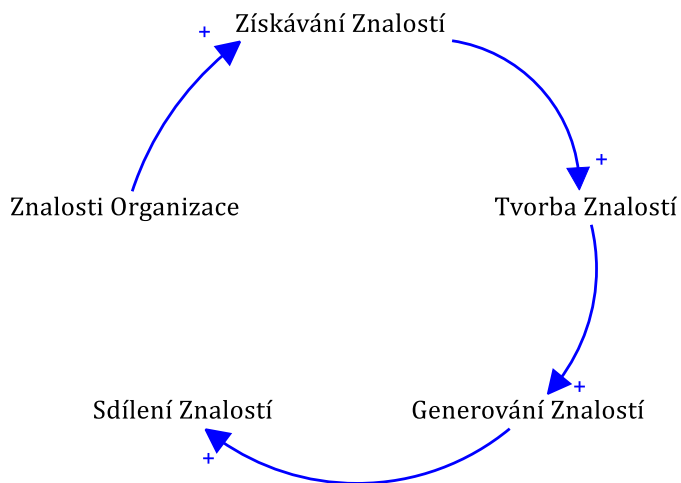 +
Získávání Znalostí
+
Znalosti Organizace
Tvorba Znalostí
+
Sdílení Znalostí
Generování Znalostí
+